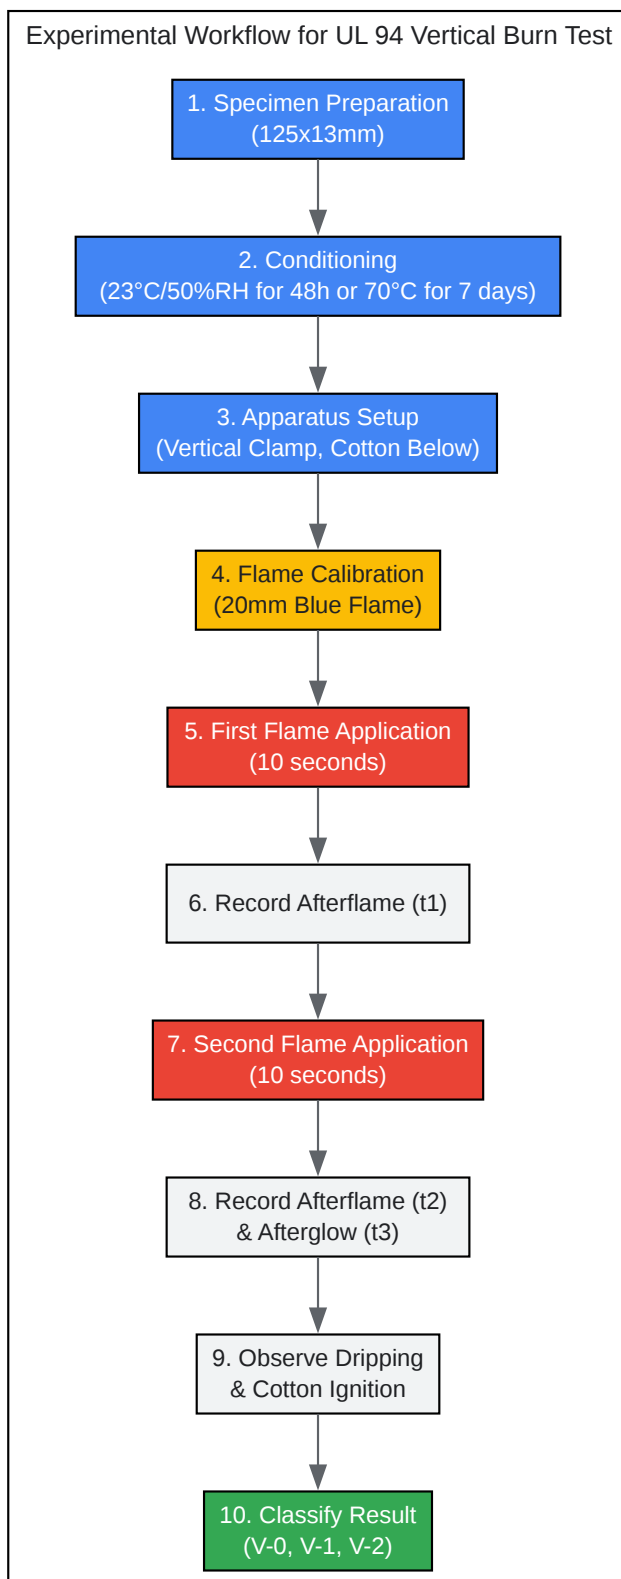 Experimental Workflow for UL 94 Vertical Burn Test
1. Specimen Preparation
(125x13mm)
2. Conditioning
(23°C/50%RH for 48h or 70°C for 7 days)
3. Apparatus Setup
(Vertical Clamp, Cotton Below)
4. Flame Calibration
(20mm Blue Flame)
5. First Flame Application
(10 seconds)
6. Record Afterflame (t1)
7. Second Flame Application
(10 seconds)
8. Record Afterflame (t2)
& Afterglow (t3)
9. Observe Dripping
& Cotton Ignition
10. Classify Result
(V-0, V-1, V-2)